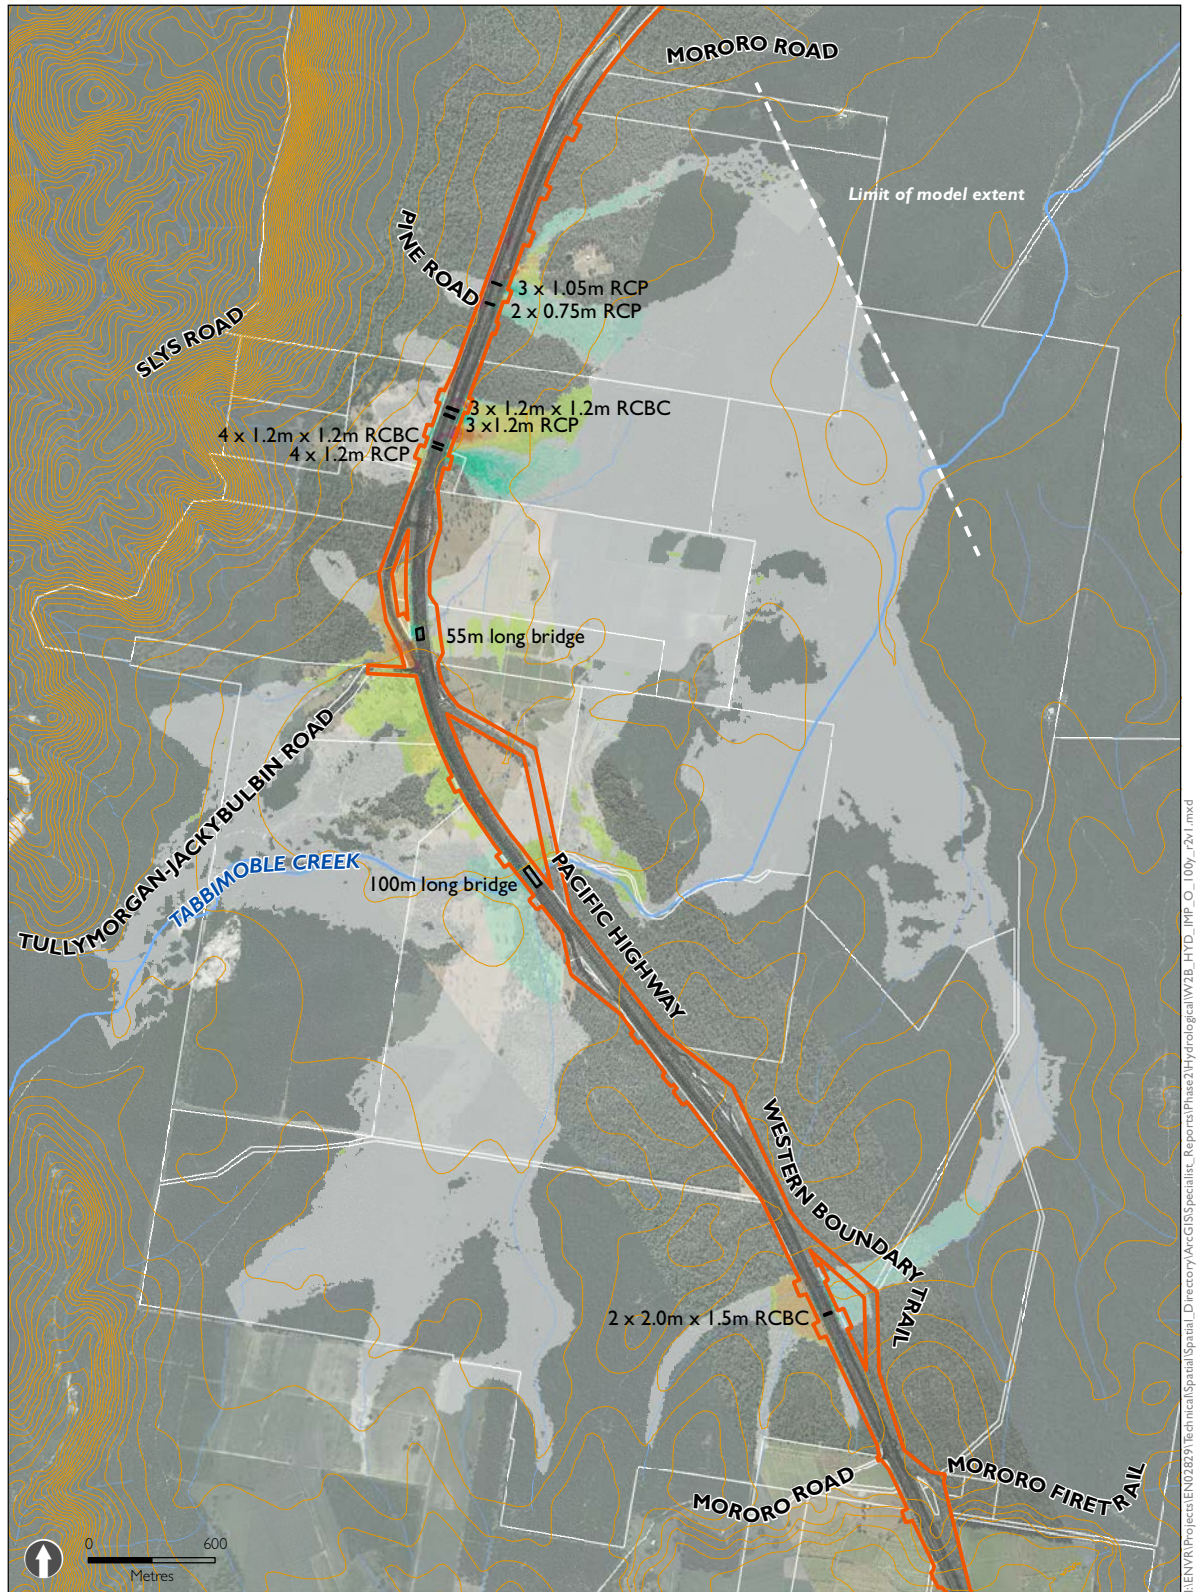 MORORO ROAD
Limit of model extent
PINE ROAD
3 x 1.05m RCP
2 x 0.75m RCP
SLYS ROAD
3 x 1.2m x 1.2m RCBC
3 x1.2m RCP
4 x 1.2m x 1.2m RCBC
4 x 1.2m RCP
55m long bridge
TULLYMORGAN-JACKYBULBIN ROAD
TABBIMOBLE CREEK
100m long bridge
PACIFIC HIGHWAY
WESTERN BOUNDARY TRAIL
2 x 2.0m x 1.5m RCBC
MORORO ROAD
MORORO FIRETRAIL
0 600
Metres
\ENVR\Projects\EN02829\Technical\Spatial\Spatial_Directory\ArcGIS\Specialist_Reports\Phase2\Hydrological\W2B_HYD_IMP_O_100y_r2v1.mxd